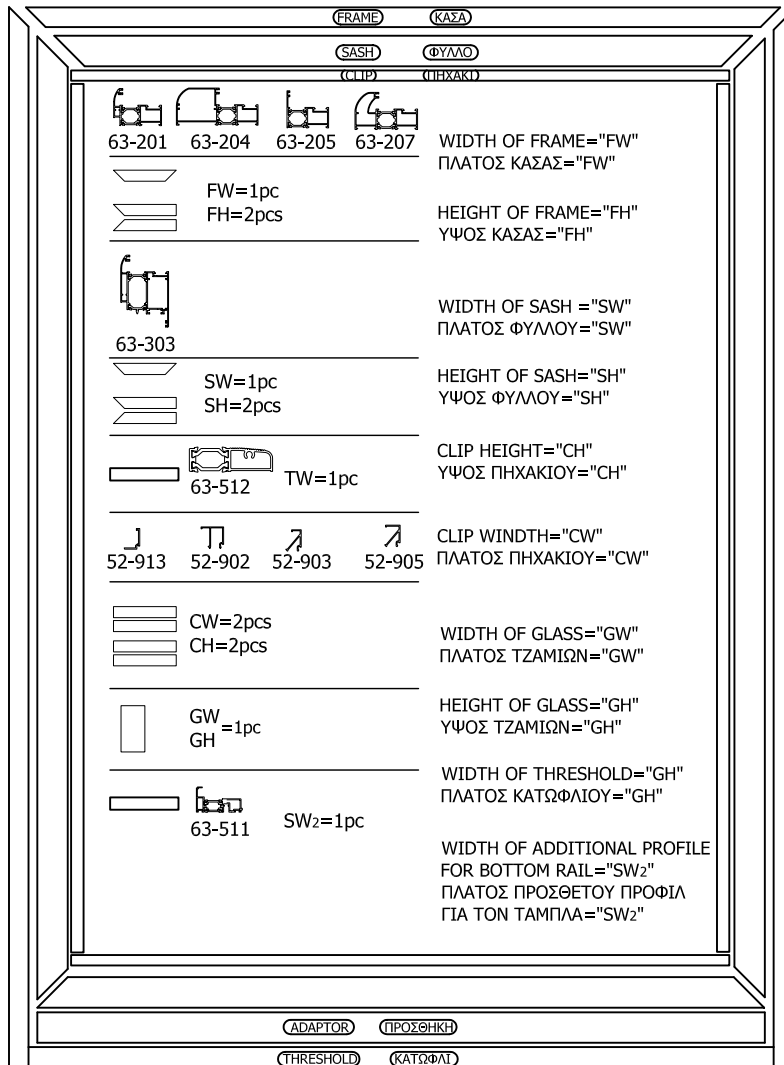 FRAME ΚΑΣΑ
SASH ΦΥΛΛΟ
CLIP ΠΗΧΑΚΙ
63-201 63-204 63-205 63-207
FW=1pc
FH=2pcs
63-303
SW=1pc
SH=2pcs
63-512 TW=1pc
52-913 52-902 52-903 52-905
CW=2pcs
CH=2pcs
GW
GH =1pc
63-511 SW2=1pc
WIDTH OF FRAME="FW"
ΠΛΑΤΟΣ ΚΑΣΑΣ="FW"
HEIGHT OF FRAME="FH"
ΥΨΟΣ ΚΑΣΑΣ="FH"
WIDTH OF SASH ="SW"
ΠΛΑΤΟΣ ΦΥΛΛΟΥ="SW"
HEIGHT OF SASH="SH"
ΥΨΟΣ ΦΥΛΛΟΥ="SH"
CLIP HEIGHT="CH"
ΥΨΟΣ ΠΗΧΑΚΙΟΥ="CH"
CLIP WINDTH="CW"
ΠΛΑΤΟΣ ΠΗΧΑΚΙΟΥ="CW"
WIDTH OF GLASS="GW"
ΠΛΑΤΟΣ ΤΖΑΜΙΩΝ="GW"
HEIGHT OF GLASS="GH"
ΥΨΟΣ ΤΖΑΜΙΩΝ="GH"
WIDTH OF THRESHOLD="GH"
ΠΛΑΤΟΣ ΚΑΤΩΦΛΙΟΥ="GH"
WIDTH OF ADDITIONAL PROFILE
FOR BOTTOM RAIL="SW2"
ΠΛΑΤΟΣ ΠΡΟΣΘΕΤΟΥ ΠΡΟΦΙΛ
ΓΙΑ ΤΟΝ ΤΑΜΠΛΑ="SW2"
ADAPTOR ΠΡΟΣΘΗΚΗ
THRESHOLD ΚΑΤΩΦΛΙ